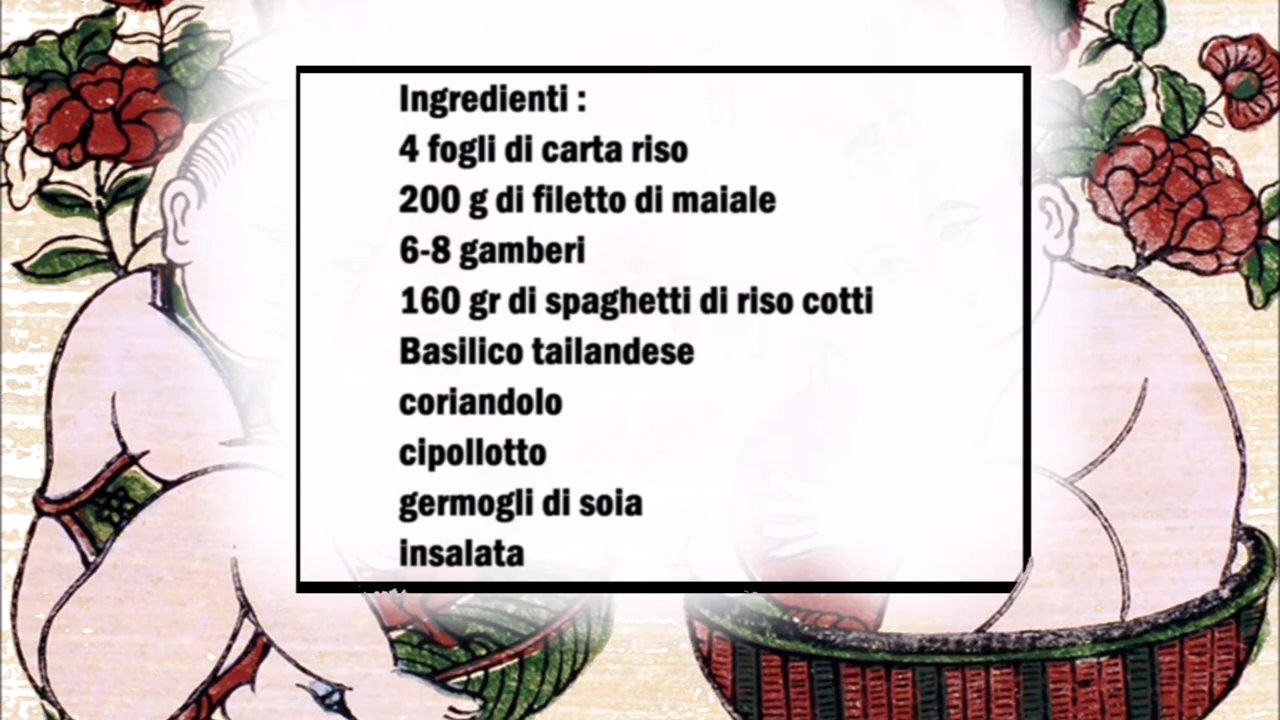 Ingredienti :
4 fogli di carta riso
200 g di filetto di maiale
6-8 gamberi
160 gr di spaghetti di riso cotti
Basilico tailandese
coriandolo
cipollotto
germogli di soia
insalata